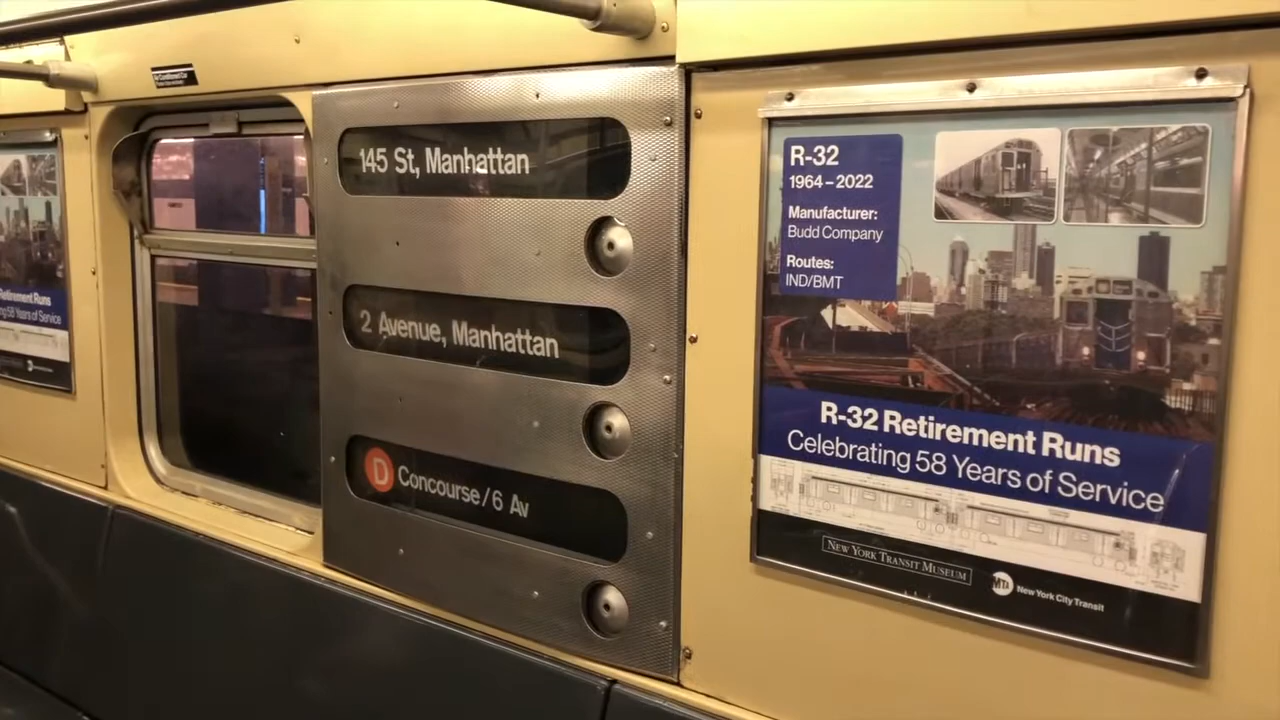 145 St, Manhattan
2 Avenue, Manhattan
D Concourse/6 Av
R-32
1964–2022
Manufacturer:
Budd Company
Routes:
IND/BMT
R-32 Retirement Runs
Celebrating 58 Years of Service
NEW YORK TRANSIT MUSEUM
MTA New York City Transit
Retirement Runs
ng 58 Years of Service